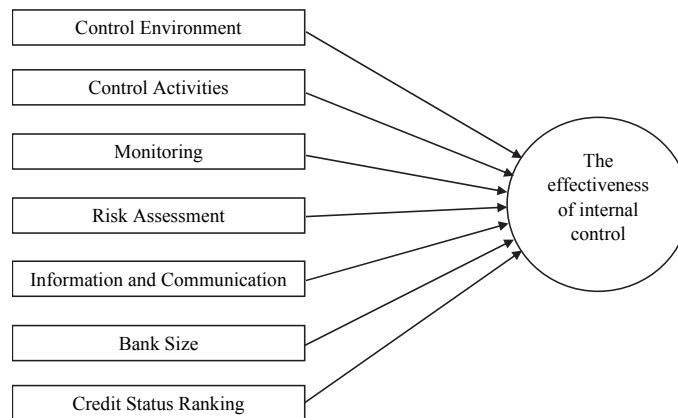 Control Environment
Control Activities
Monitoring
Risk Assessment
Information and Communication
Bank Size
Credit Status Ranking
The
effectiveness
of internal
control